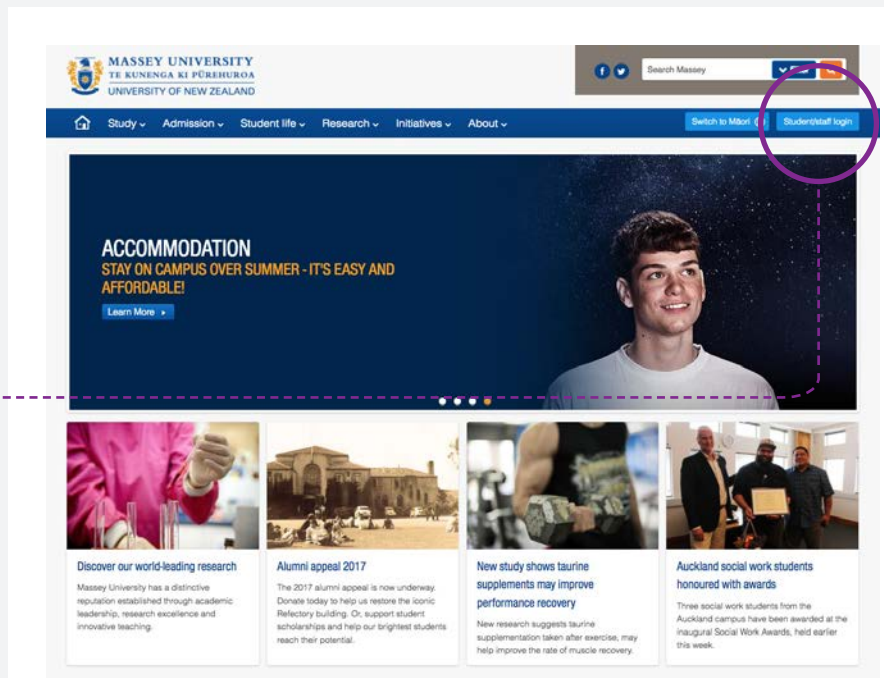 MASSEY UNIVERSITY
TE KUNENGA KI PŪREHUROA
UNIVERSITY OF NEW ZEALAND
Search Massey
Study
Admission
Student life
Research
Initiatives
About
Switch to Māori
Student/staff login
ACCOMMODATION
STAY ON CAMPUS OVER SUMMER - IT'S EASY AND
AFFORDABLE!
Learn More
Discover our world-leading research
Massey University has a distinctive
reputation established through academic
leadership, research excellence and
innovative teaching.
Alumni appeal 2017
The 2017 alumni appeal is now underway.
Donate today to help us restore the iconic
Refectory building. Or, support student
scholarships and help our brightest students
reach their potential.
New study shows taurine
supplements may improve
performance recovery
New research suggests taurine
supplementation taken after exercise, may
help improve the rate of muscle recovery.
Auckland social work students
honoured with awards
Three social work students from the
Auckland campus have been awarded at the
inaugural Social Work Awards, held earlier
this week.